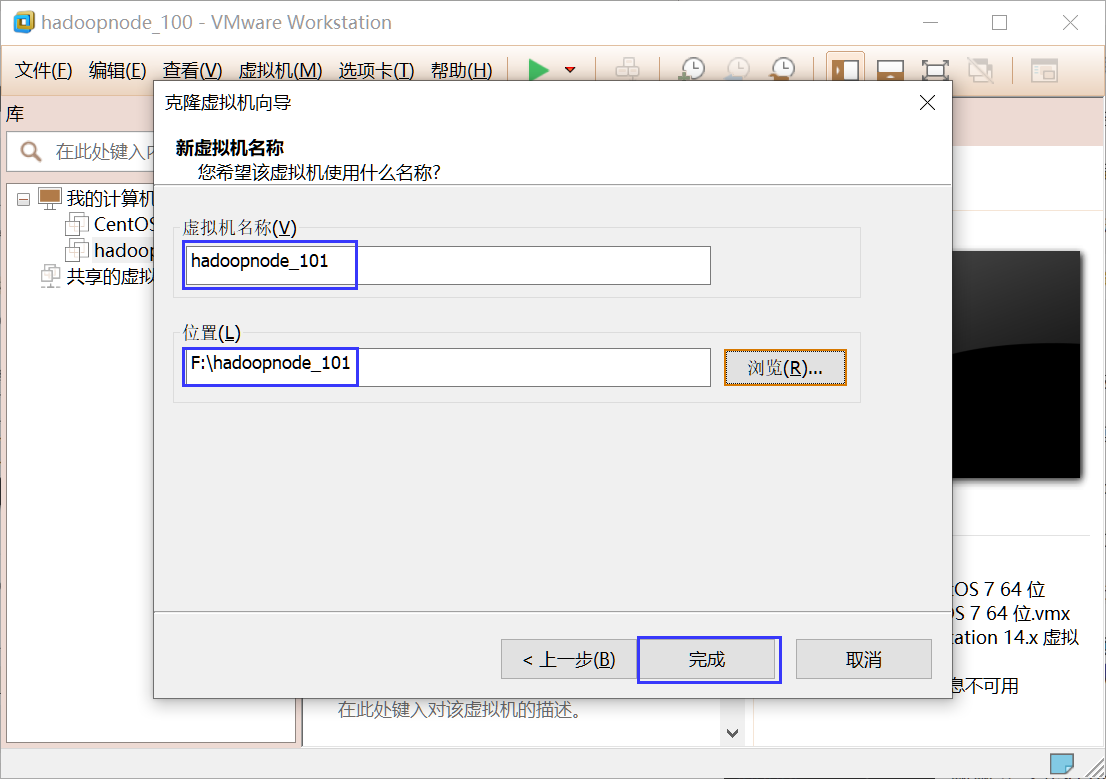 hadoopnode_100 - VMware Workstation
文件(F) 编辑(E) 查看(V) 虚拟机(M) 选项卡(T) 帮助(H)
库
在此处键入
我的计算机
CentOS
hadoop
共享的虚拟
克隆虚拟机向导
新虚拟机名称
您希望该虚拟机使用什么名称?
虚拟机名称(V)
hadoopnode_101
位置(L)
F:\hadoopnode_101
浏览(R)...
< 上一步(B) 完成 取消
OS 7 64 位
S 7 64 位.vmx
ation 14.x 虚拟
息不可用
在此处键入对该虚拟机的描述。